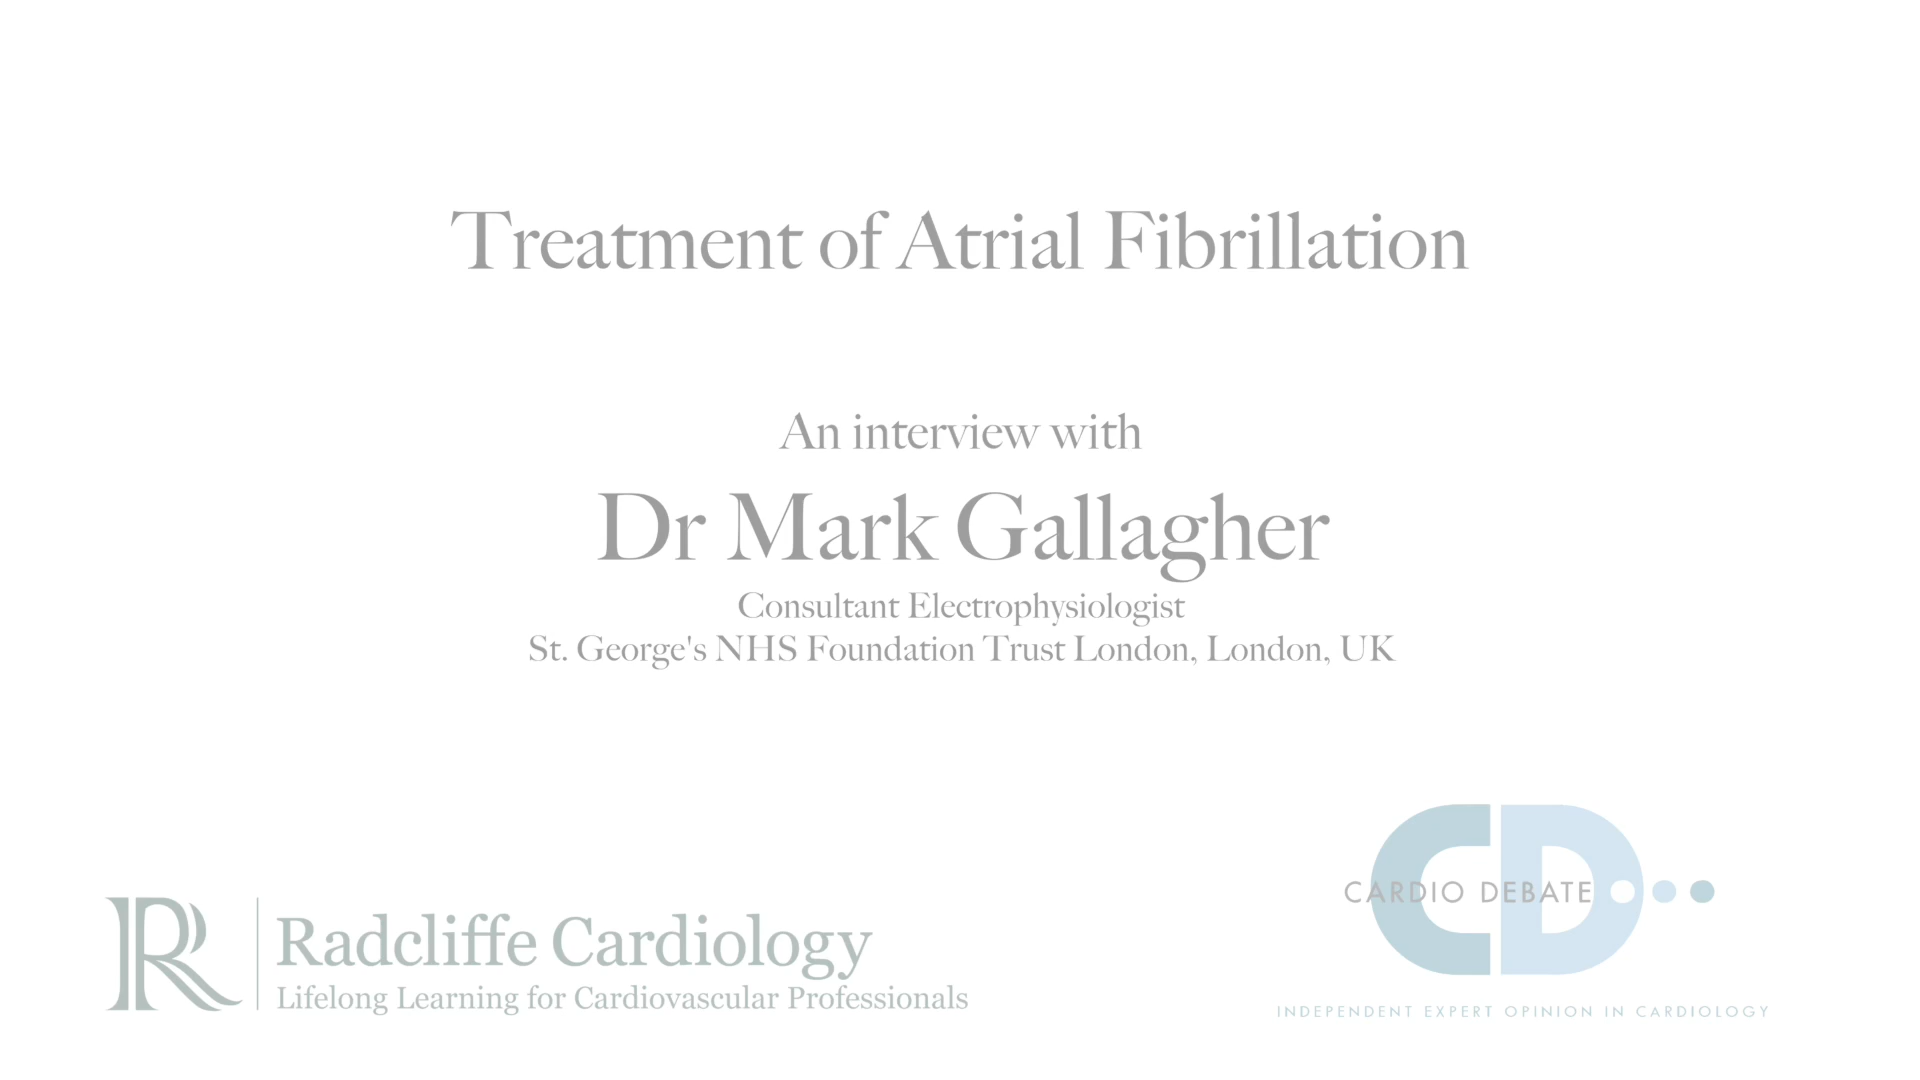 Treatment of Atrial Fibrillation
An interview with
Dr Mark Gallagher
Consultant Electrophysiologist
St. George's NHS Foundation Trust London, London, UK
R
Radcliffe Cardiology
Lifelong Learning for Cardiovascular Professionals
CD
CARDIO DEBATE
INDEPENDENT EXPERT OPINION IN CARDIOLOGY